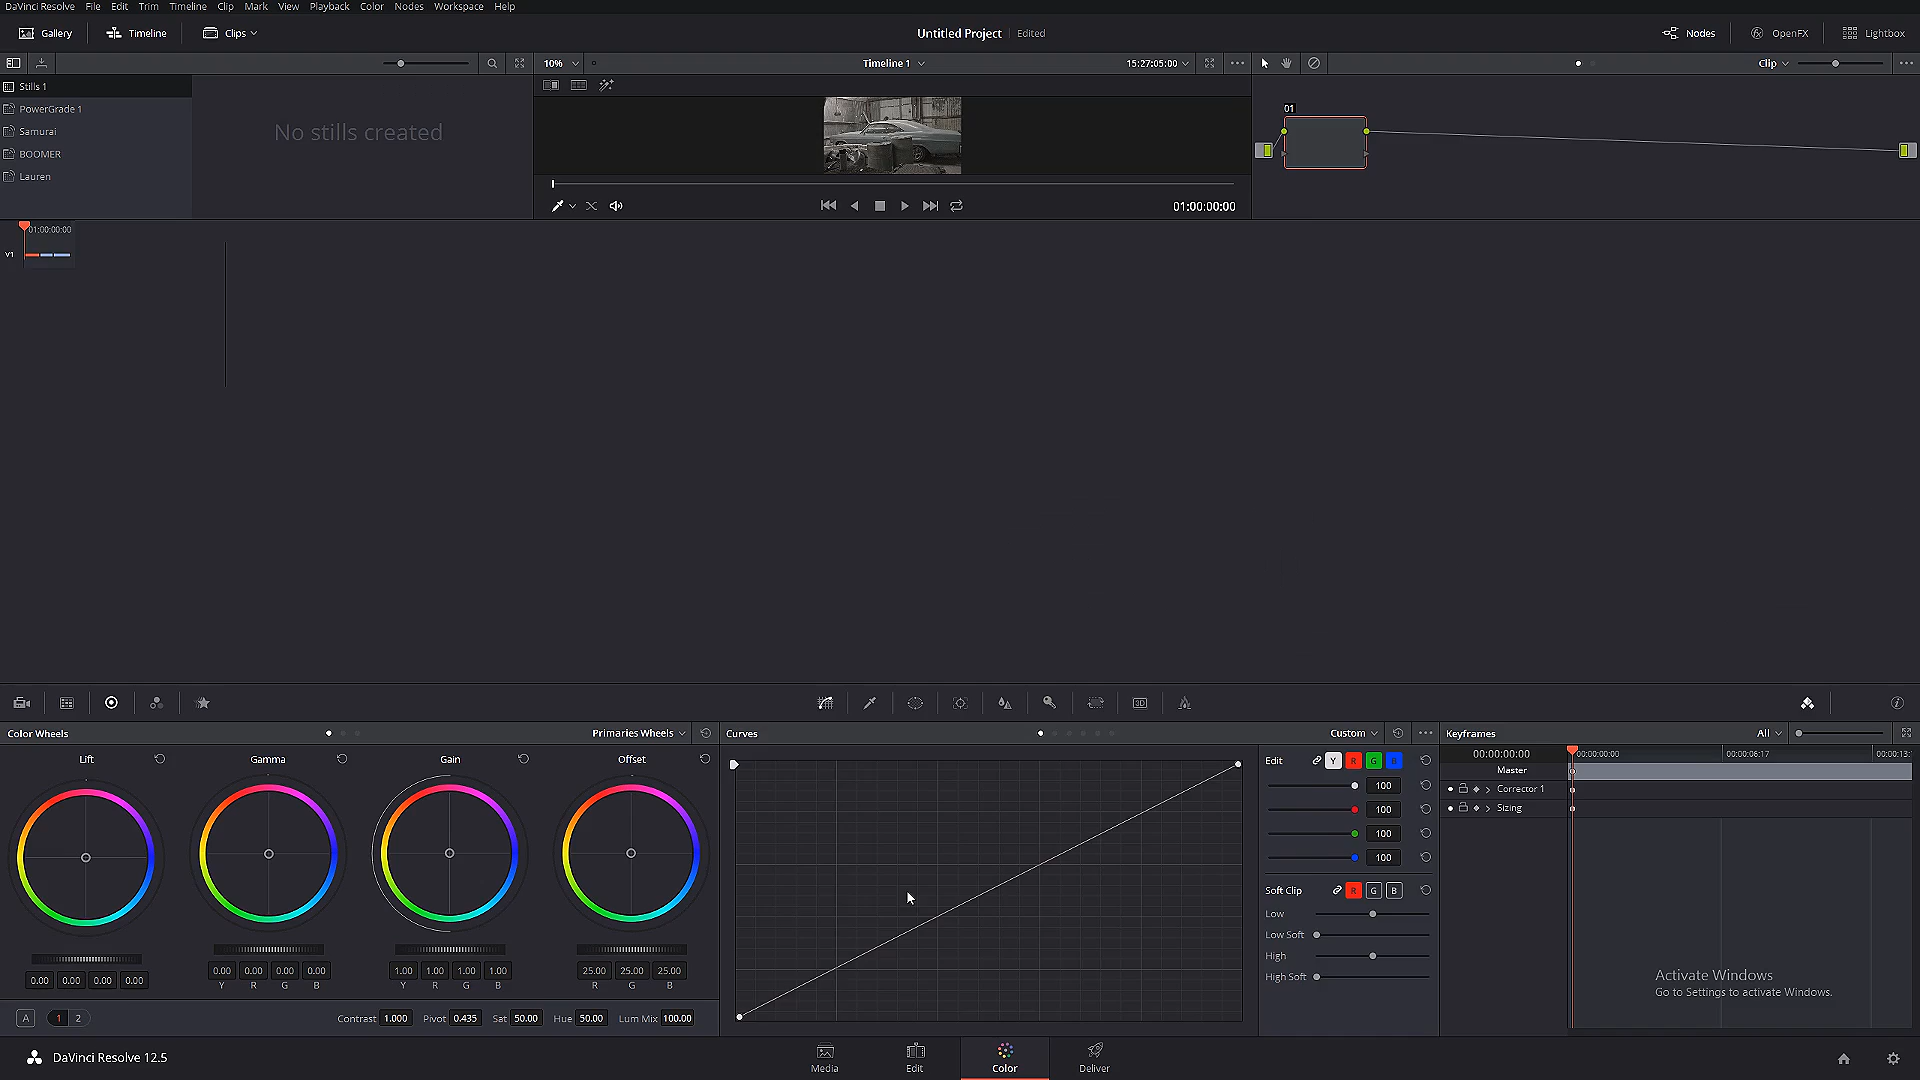 DaVinci Resolve File Edit Trim Timeline Clip Mark View Playback Color Nodes Workspace Help
Gallery Timeline Clips Untitled Project Edited Nodes OpenFX Lightbox
10% Timeline 1 15:27:05:00 Clip
Stills 1
PowerGrade 1
Samurai
BOOMER
Lauren
No stills created
01:00:00:00
01
01:00:00:00
V1
Color Wheels Primaries Wheels
Lift Gamma Gain Offset
0.00 0.00 0.00 0.00
0.00 0.00 0.00 0.00
Y R G B
1.00 1.00 1.00 1.00
Y R G B
25.00 25.00 25.00
R G B
A 1 2 Contrast 1.000 Pivot 0.435 Sat 50.00 Hue 50.00 Lum Mix 100.00
Curves Custom
Edit Y R G B
100
100
100
100
Soft Clip R G B
Low
Low Soft
High
High Soft
Keyframes All
00:00:00:00 00:00:00:00 00:00:06:17 00:00:13:
Master
Corrector 1
Sizing
3D
Activate Windows
Go to Settings to activate Windows.
DaVinci Resolve 12.5
Media Edit Color Deliver